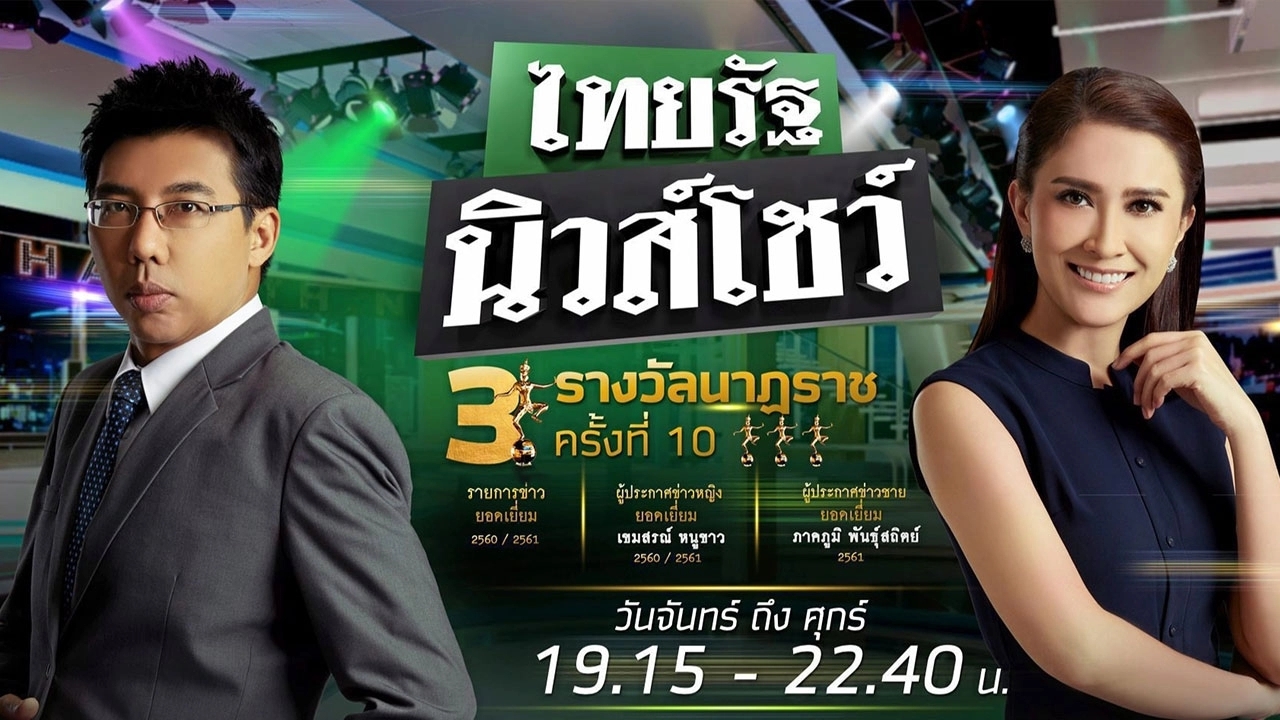 ไทยรัฐ
นิวส์โชว์
3 รางวัลนาฏราช
ครั้งที่ 10
รายการข่าว
ยอดเยี่ยม
2560 / 2561
ผู้ประกาศข่าวหญิง
ยอดเยี่ยม
เขมสรณ์ หนูขาว
2560 / 2561
ผู้ประกาศข่าวชาย
ยอดเยี่ยม
ภาคภูมิ พันธุ์สถิตย์
2561
วันจันทร์ ถึง ศุกร์
19.15 - 22.40 น.